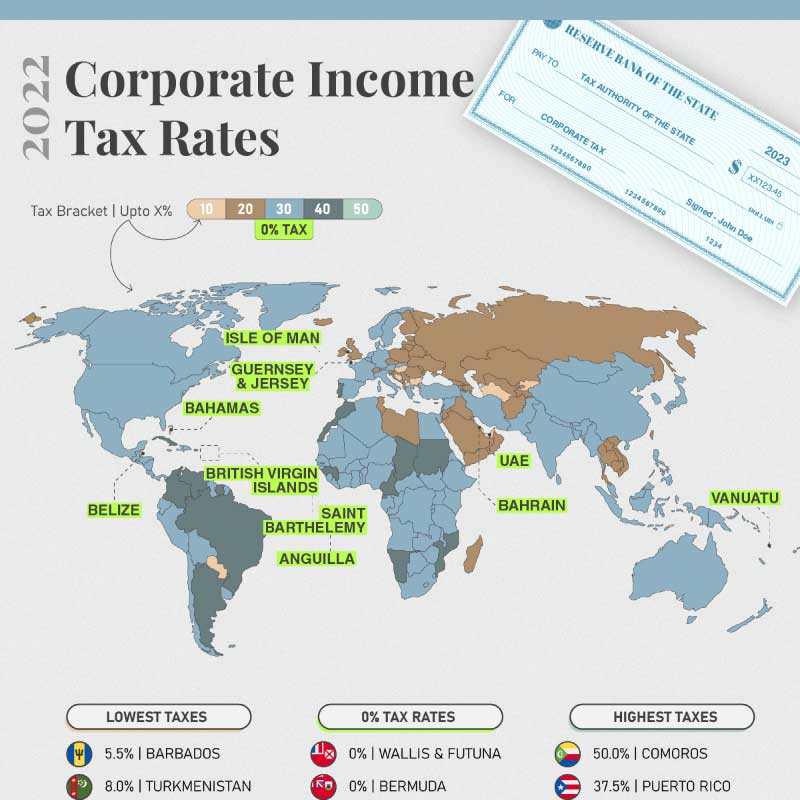 2022
Corporate Income
Tax Rates
RESERVE BANK OF THE STATE
PAY TO
TAX AUTHORITY OF THE STATE
FOR
CORPORATE TAX
1234567890
1234567890
1234
2023
$ XX123.45
DOLLARS
Signed - John Doe
Tax Bracket | Upto X%
10 20 30 40 50
0% TAX
ISLE OF MAN
GUERNSEY
& JERSEY
BAHAMAS
BRITISH VIRGIN
ISLANDS
UAE
BELIZE
SAINT
BARTHELEMY
BAHRAIN
VANUATU
ANGUILLA
LOWEST TAXES
5.5% | BARBADOS
8.0% | TURKMENISTAN
0% TAX RATES
0% | WALLIS & FUTUNA
0% | BERMUDA
HIGHEST TAXES
50.0% | COMOROS
37.5% | PUERTO RICO